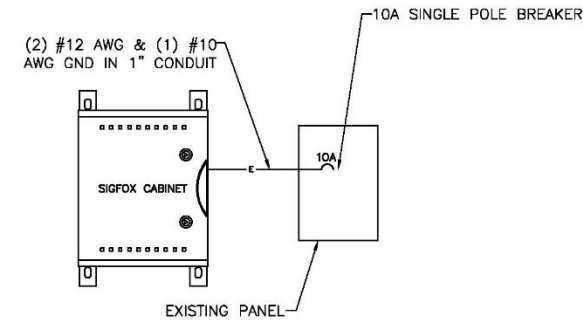 10A SINGLE POLE BREAKER
(2) #12 AWG & (1) #10
AWG GND IN 1" CONDUIT
10A
E
SIGFOX CABINET
EXISTING PANEL